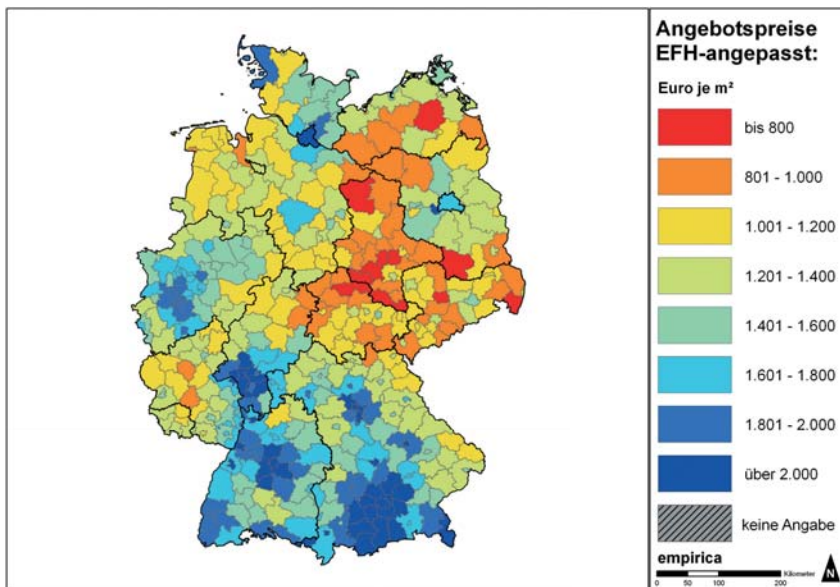 Angebotspreise
EFH-angepasst:
Euro je m²
bis 800
801 - 1.000
1.001 - 1.200
1.201 - 1.400
1.401 - 1.600
1.601 - 1.800
1.801 - 2.000
über 2.000
keine Angabe
empirica
Kilometer
0 50 100 200
N